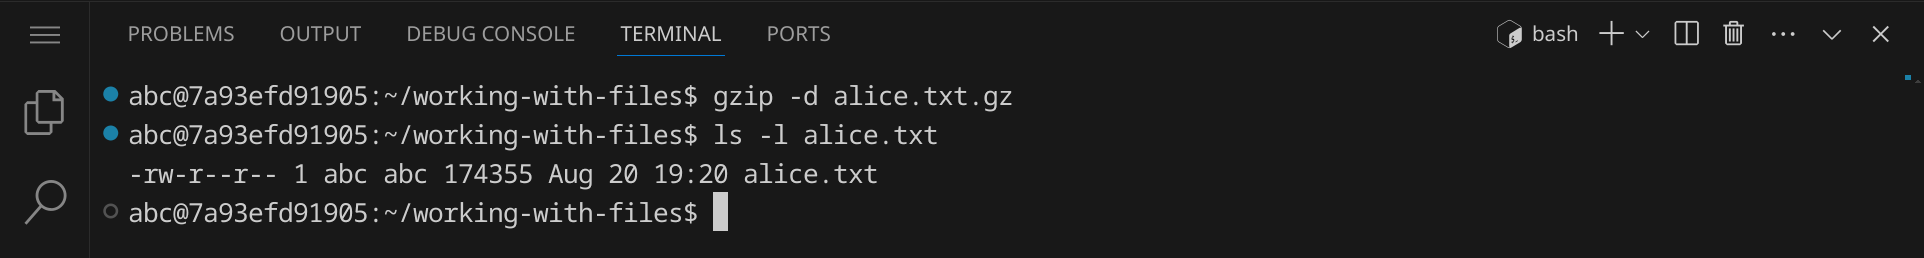 PROBLEMS OUTPUT DEBUG CONSOLE TERMINAL PORTS bash
abc@7a93efd91905:~/working-with-files$ gzip -d alice.txt.gz
abc@7a93efd91905:~/working-with-files$ ls -l alice.txt
-rw-r--r-- 1 abc abc 174355 Aug 20 19:20 alice.txt
abc@7a93efd91905:~/working-with-files$